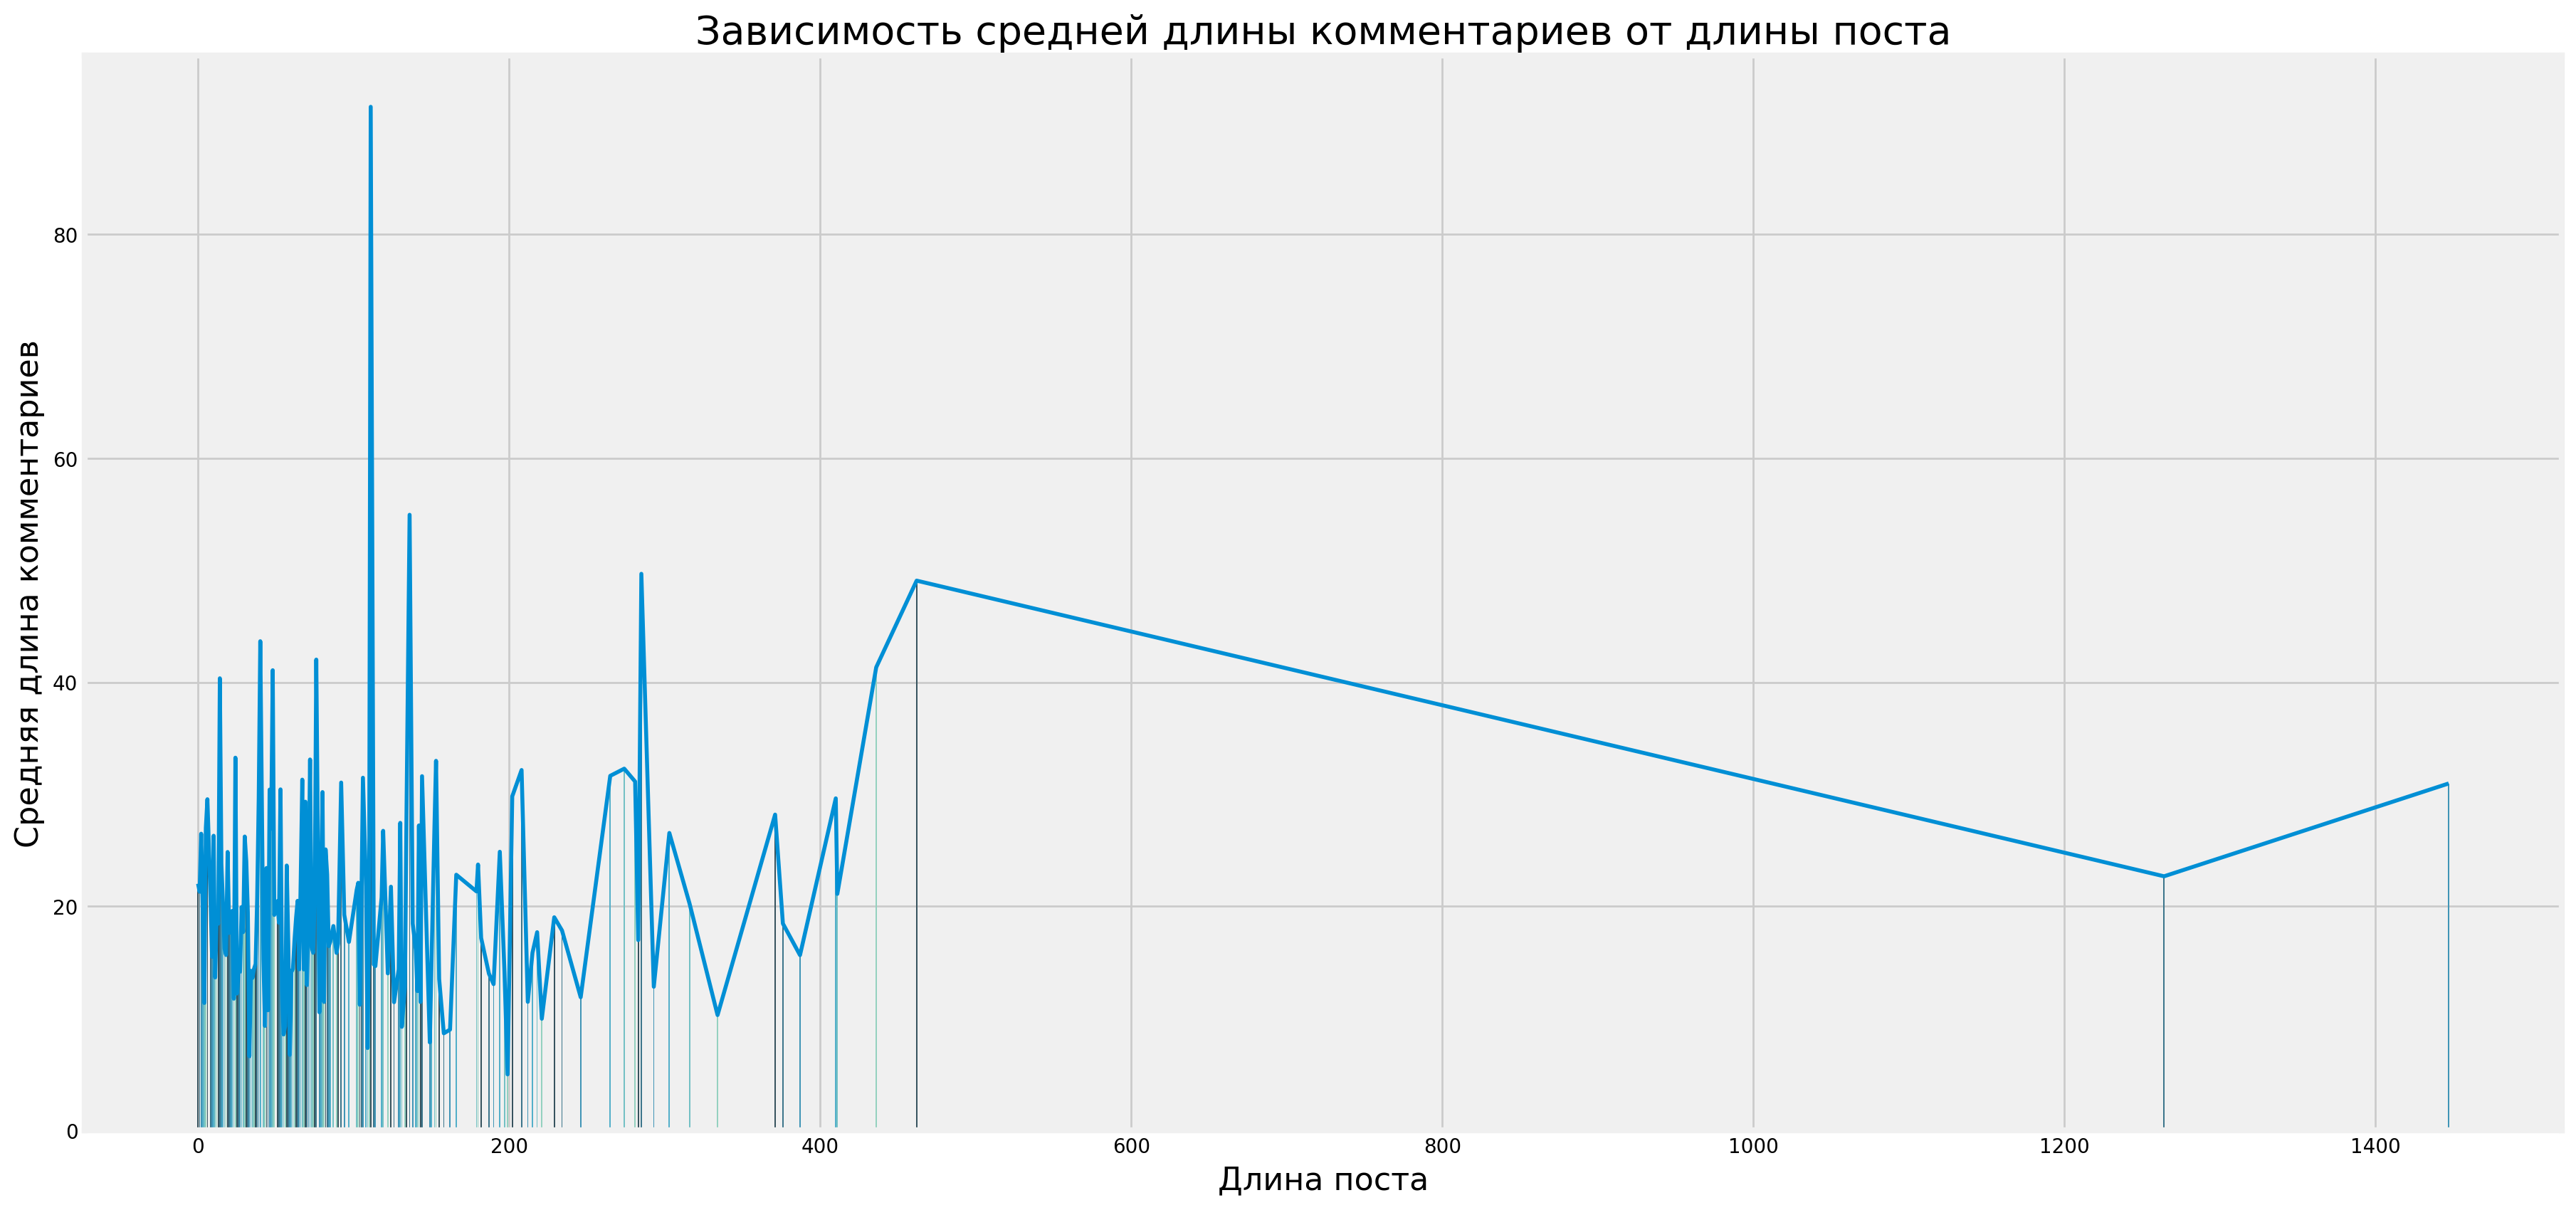 Зависимость средней длины комментариев от длины поста
Средняя длина комментариев
80
60
40
20
0
0 200 400 600 800 1000 1200 1400
Длина поста